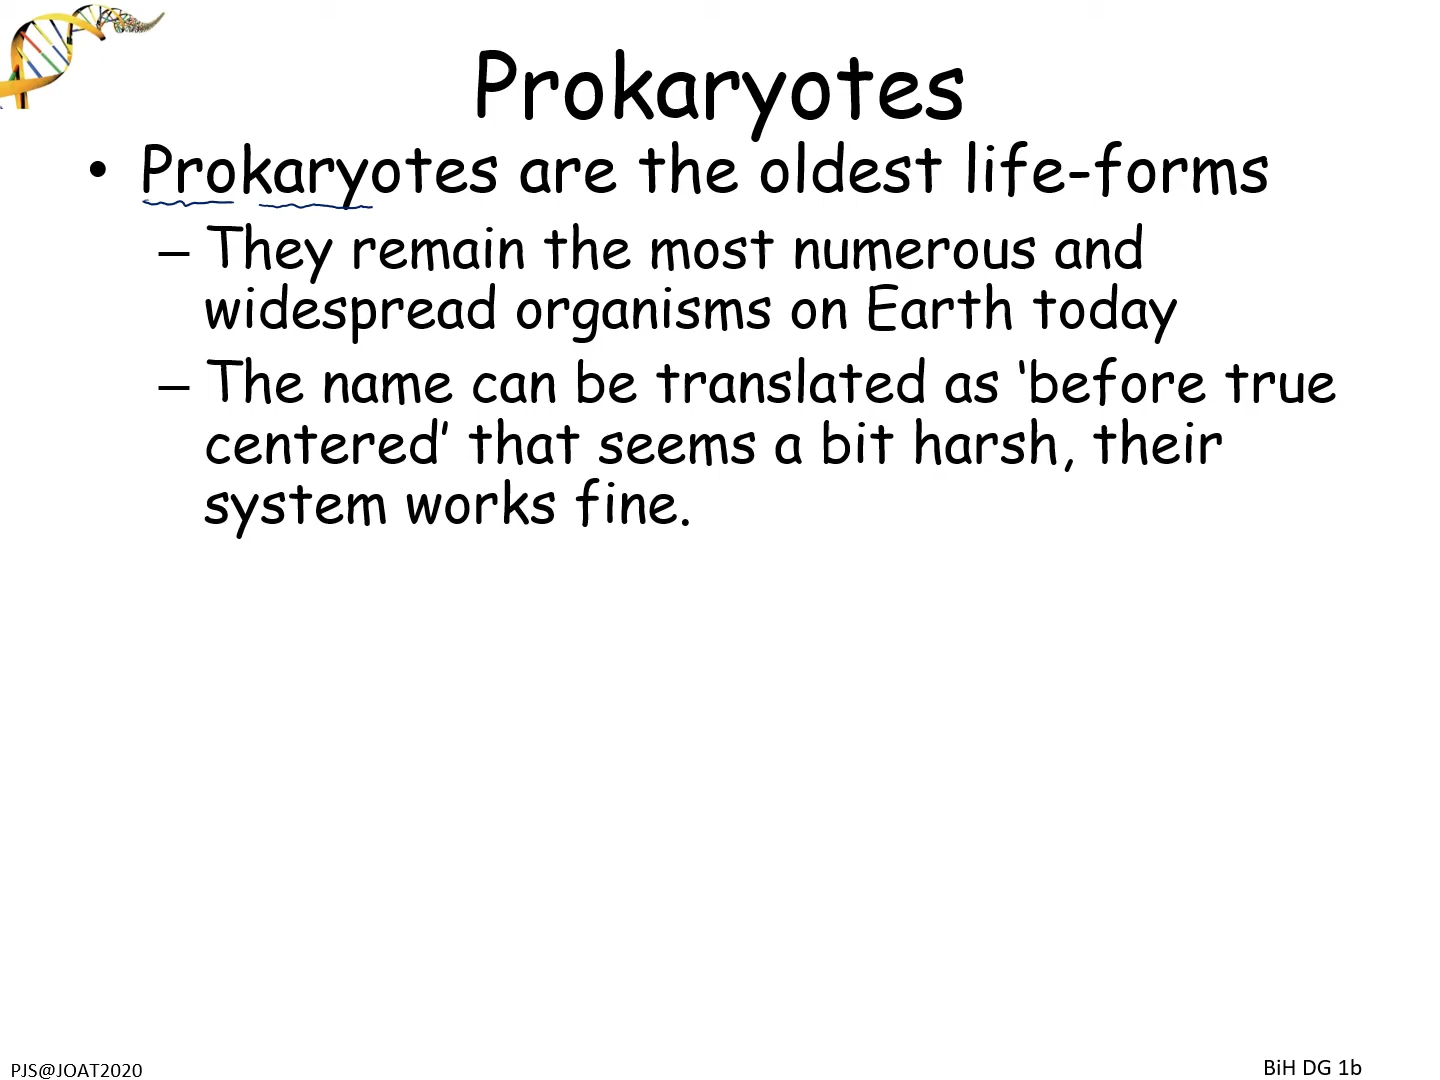 Prokaryotes
• Prokaryotes are the oldest life-forms
– They remain the most numerous and
widespread organisms on Earth today
– The name can be translated as ‘before true
centered’ that seems a bit harsh, their
system works fine.
PJS@JOAT2020
BiH DG 1b